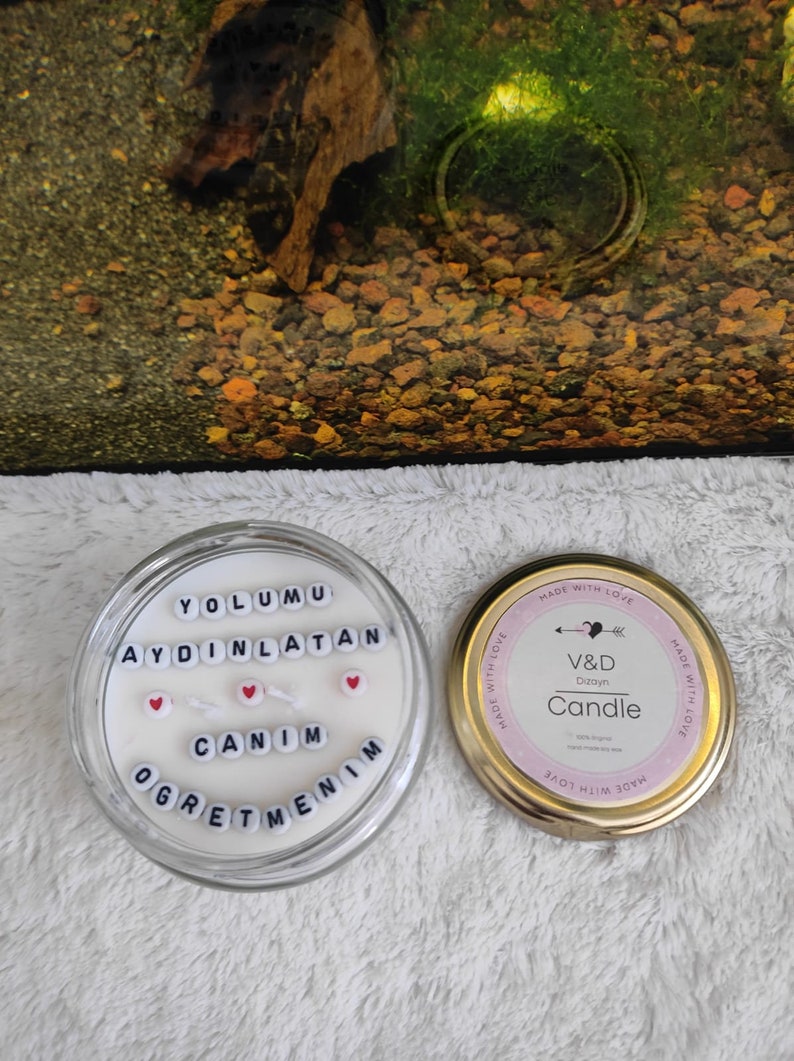 YOLUMU
AYDINLATAN
CANIM
OGRETMENIM
MADE WITH LOVE
MADE WITH LOVE
MADE WITH LOVE
MADE WITH LOVE
V&D
Dizayn
Candle
100% Original
hand made soy wax